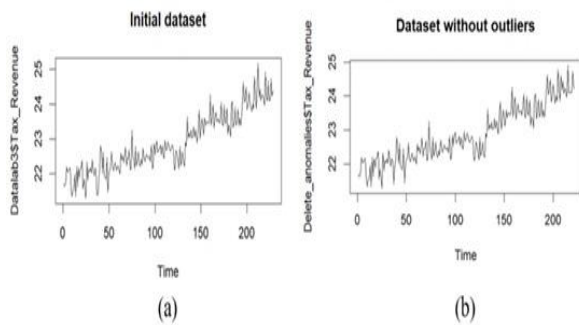 Initial dataset
Datalab3$Tax_Revenue
25
24
23
22
0
50
100
150
200
Time
(a)
Dataset without outliers
Delete_anomalies$Tax_Revenue
25
24
23
22
0
50
100
150
200
Time
(b)